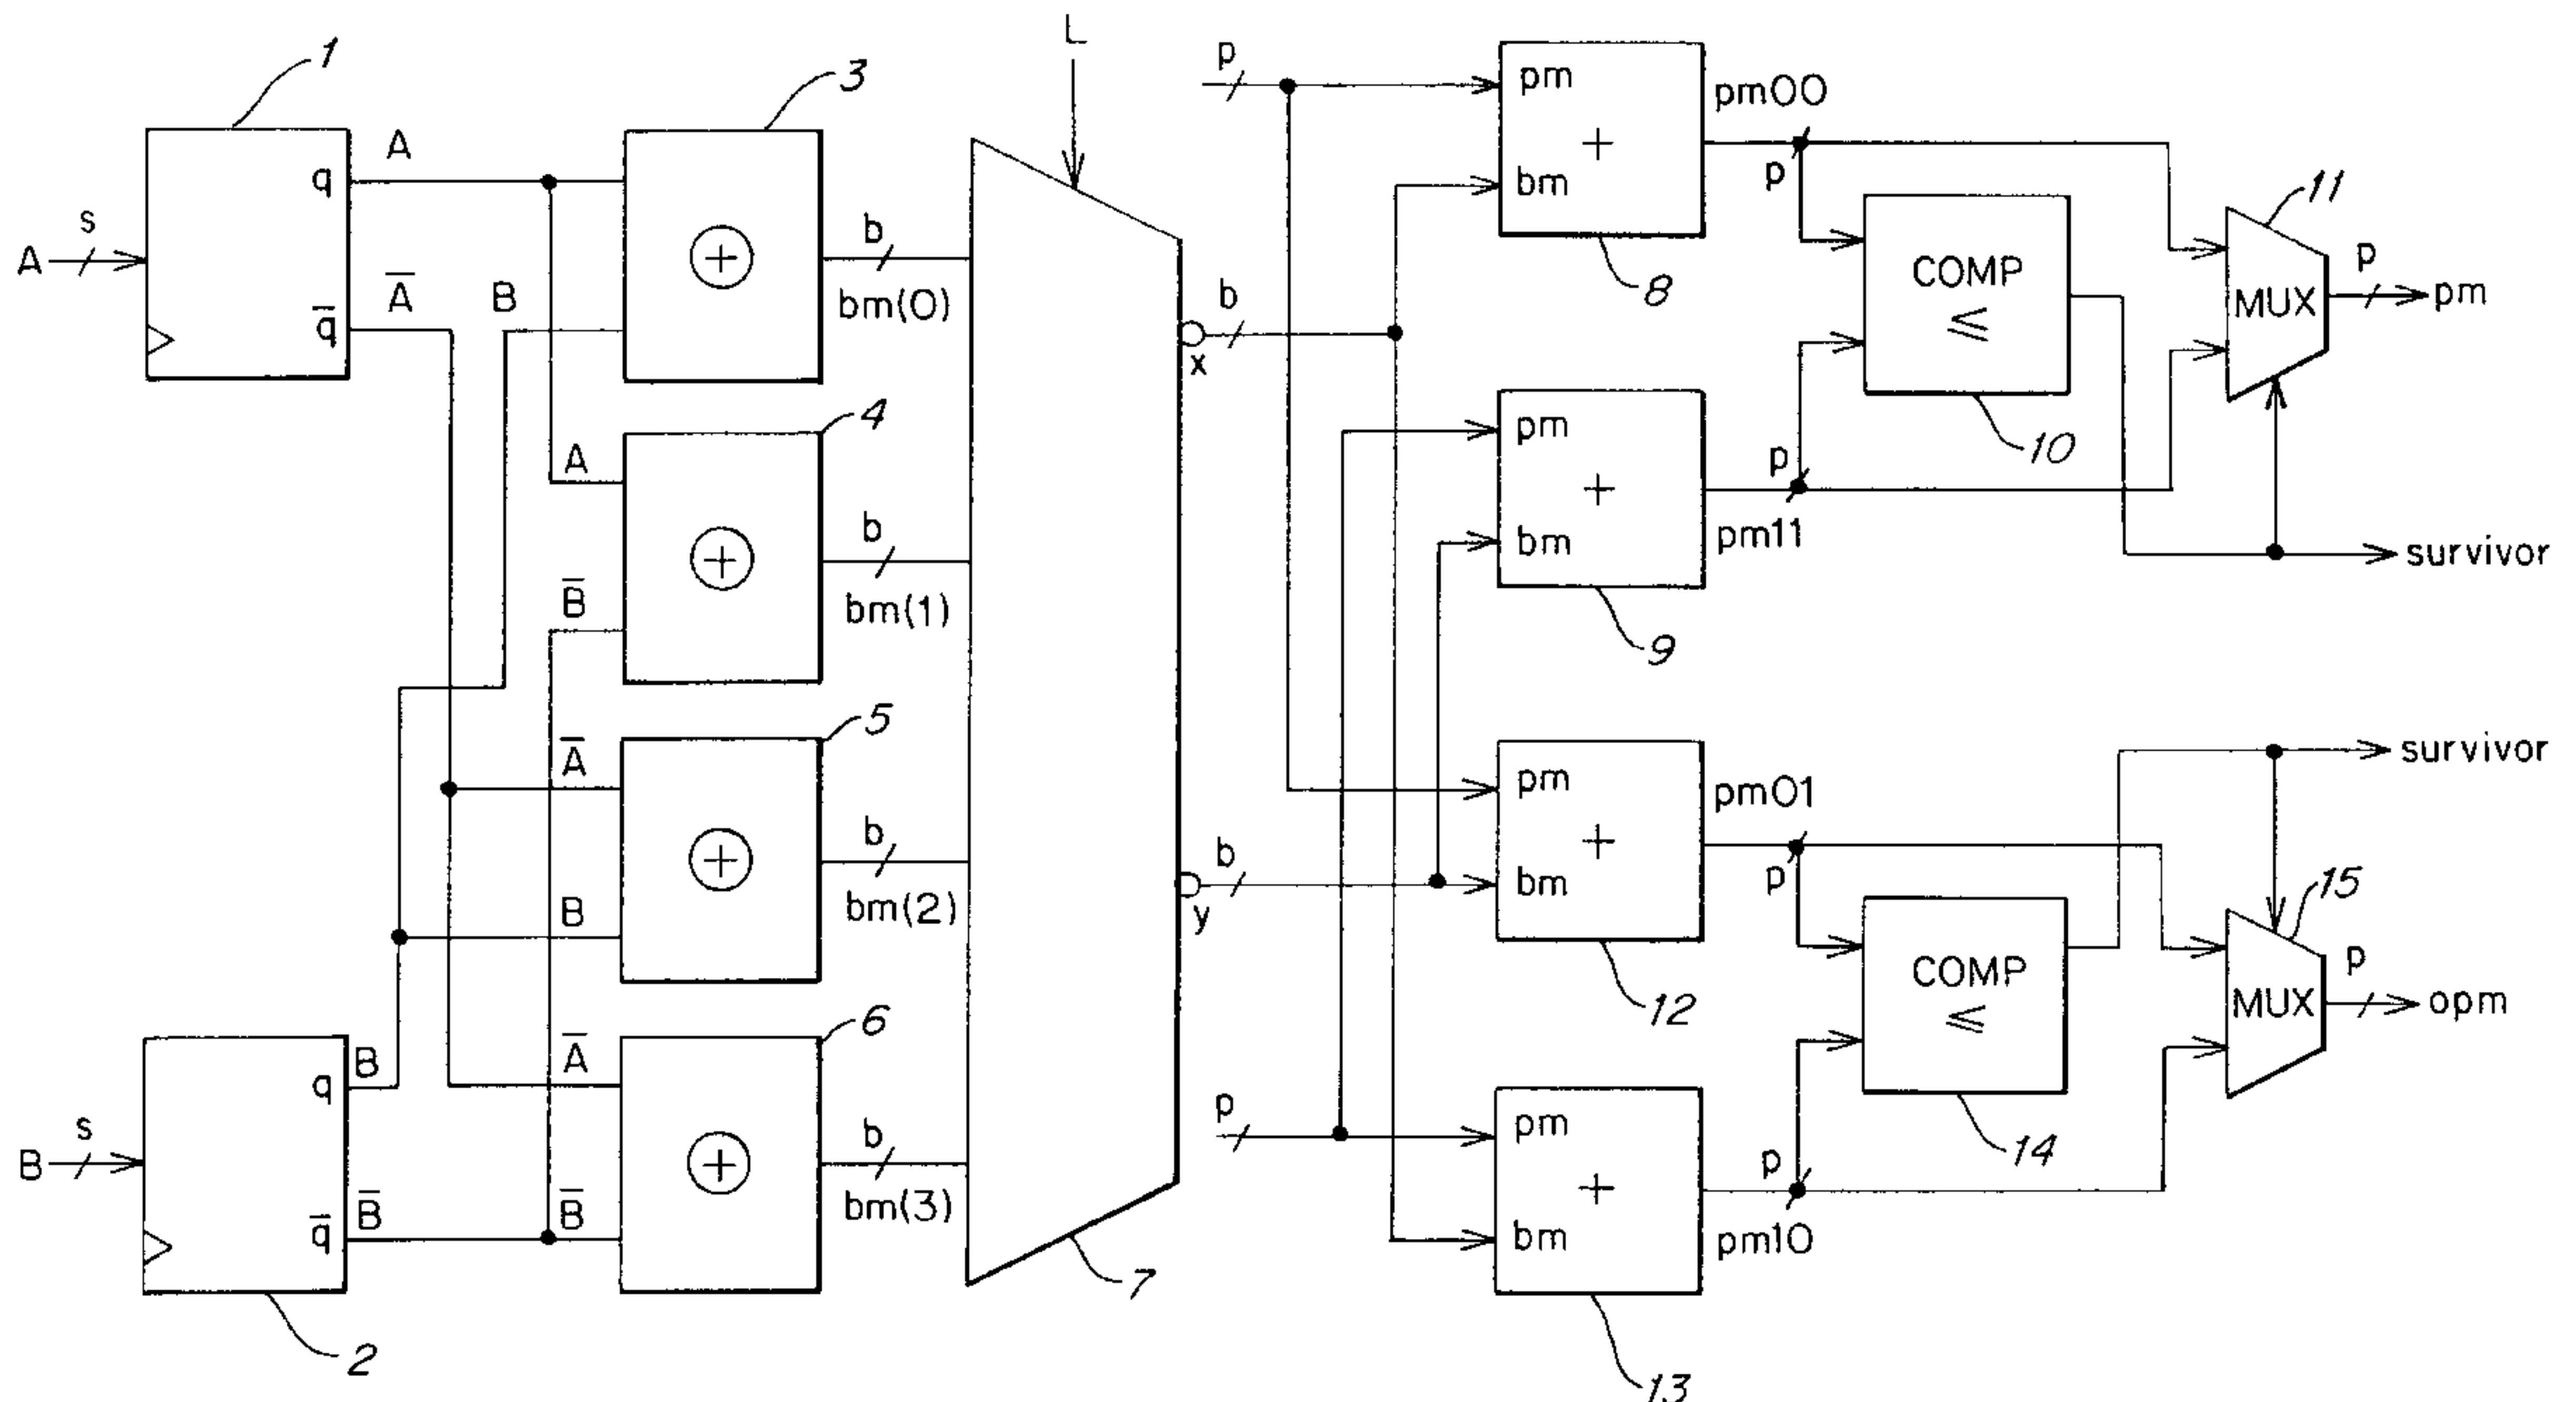 L
1
3
p
pm
pm00
A
q
A
s
A
q
B
b
bm(0)
+
bm
8
p
COMP
≤
10
11
MUX
p
pm
b
x
4
A
B
b
bm(1)
pm
+
bm
9
p
pm11
survivor
5
A
B
b
bm(2)
b
y
pm
+
bm
12
pm01
p
COMP
≤
14
survivor
15
MUX
p
opm
B
q
B
s
B
q
2
6
A
B
b
bm(3)
7
p
pm
+
bm
13
p
pm10